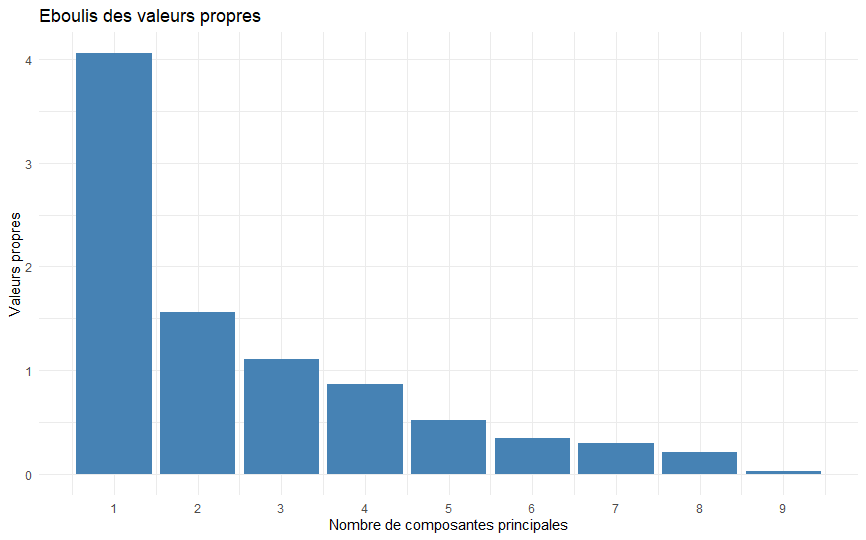 Eboulis des valeurs propres
Valeurs propres
4
3
2
1
0
1 2 3 4 5 6 7 8 9
Nombre de composantes principales